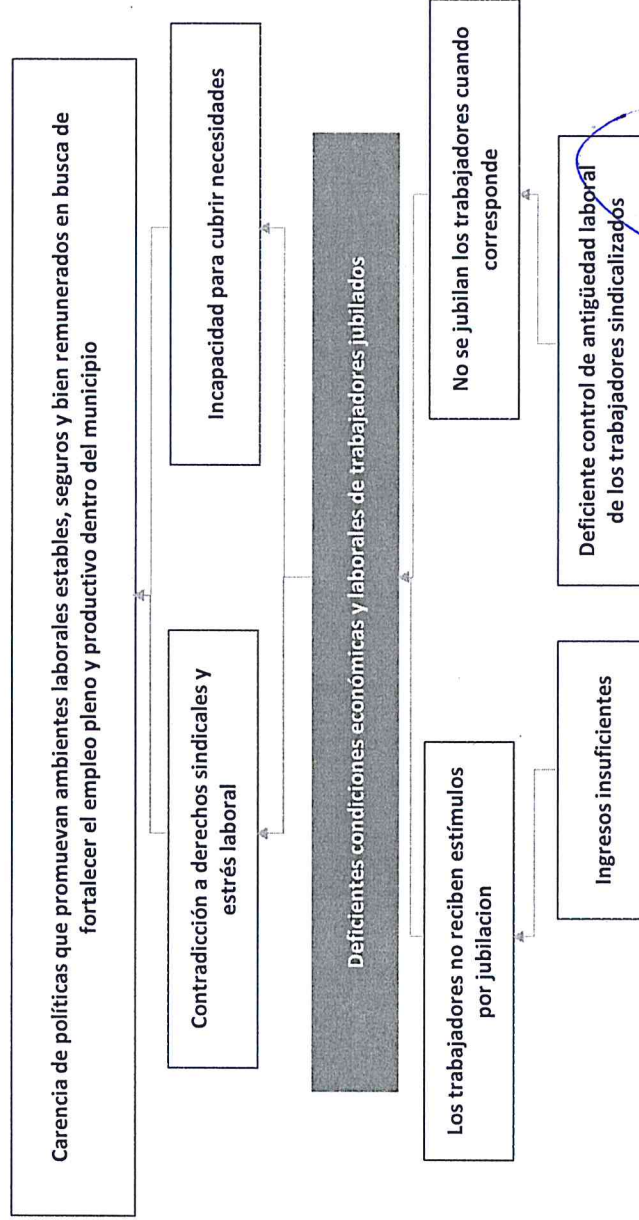 Carencia de políticas que promuevan ambientes laborales estables, seguros y bien remunerados en busca de
fortalecer el empleo pleno y productivo dentro del municipio
Contradicción a derechos sindicales y
estrés laboral
Incapacidad para cubrir necesidades
Deficientes condiciones económicas y laborales de trabajadores jubilados
Los trabajadores no reciben estímulos
por jubilacion
No se jubilan los trabajadores cuando
corresponde
Ingresos insuficientes
Deficiente control de antigüedad laboral
de los trabajadores sindicalizados